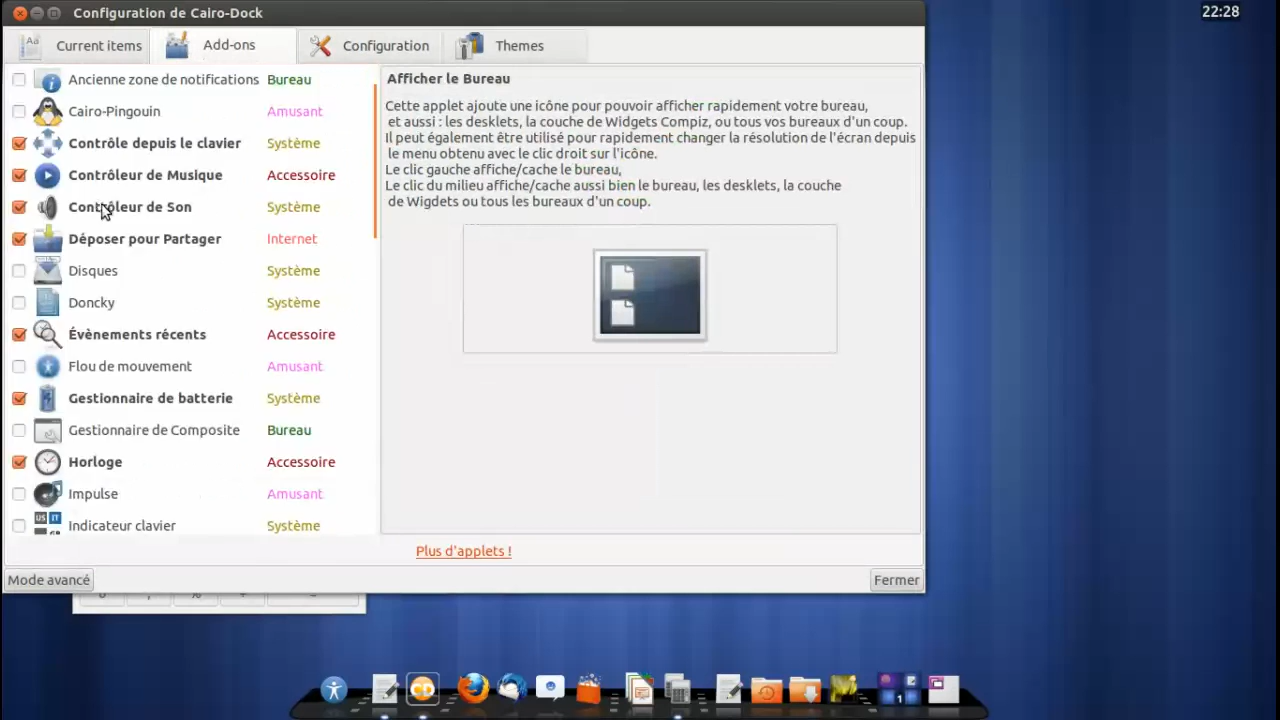 Configuration de Cairo-Dock
22:28
Current items
Add-ons
Configuration
Themes
Ancienne zone de notifications Bureau
Cairo-Pingouin Amusant
Contrôle depuis le clavier Système
Contrôleur de Musique Accessoire
Contrôleur de Son Système
Déposer pour Partager Internet
Disques Système
Doncky Système
Évènements récents Accessoire
Flou de mouvement Amusant
Gestionnaire de batterie Système
Gestionnaire de Composite Bureau
Horloge Accessoire
Impulse Amusant
Indicateur clavier Système
Afficher le Bureau
Cette applet ajoute une icône pour pouvoir afficher rapidement votre bureau,
et aussi : les desklets, la couche de Widgets Compiz, ou tous vos bureaux d'un coup.
Il peut également être utilisé pour rapidement changer la résolution de l'écran depuis
le menu obtenu avec le clic droit sur l'icône.
Le clic gauche affiche/cache le bureau,
Le clic du milieu affiche/cache aussi bien le bureau, les desklets, la couche
de Wigdets ou tous les bureaux d'un coup.
Plus d'applets !
Mode avancé
Fermer